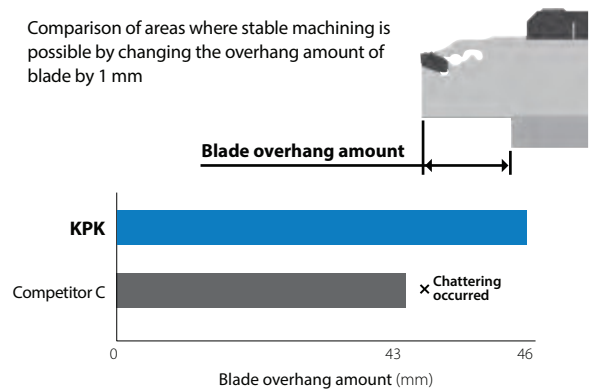 Comparison of areas where stable machining is
possible by changing the overhang amount of
blade by 1 mm
Blade overhang amount
KPK
Competitor C
× Chattering
occurred
0 43 46
Blade overhang amount (mm)